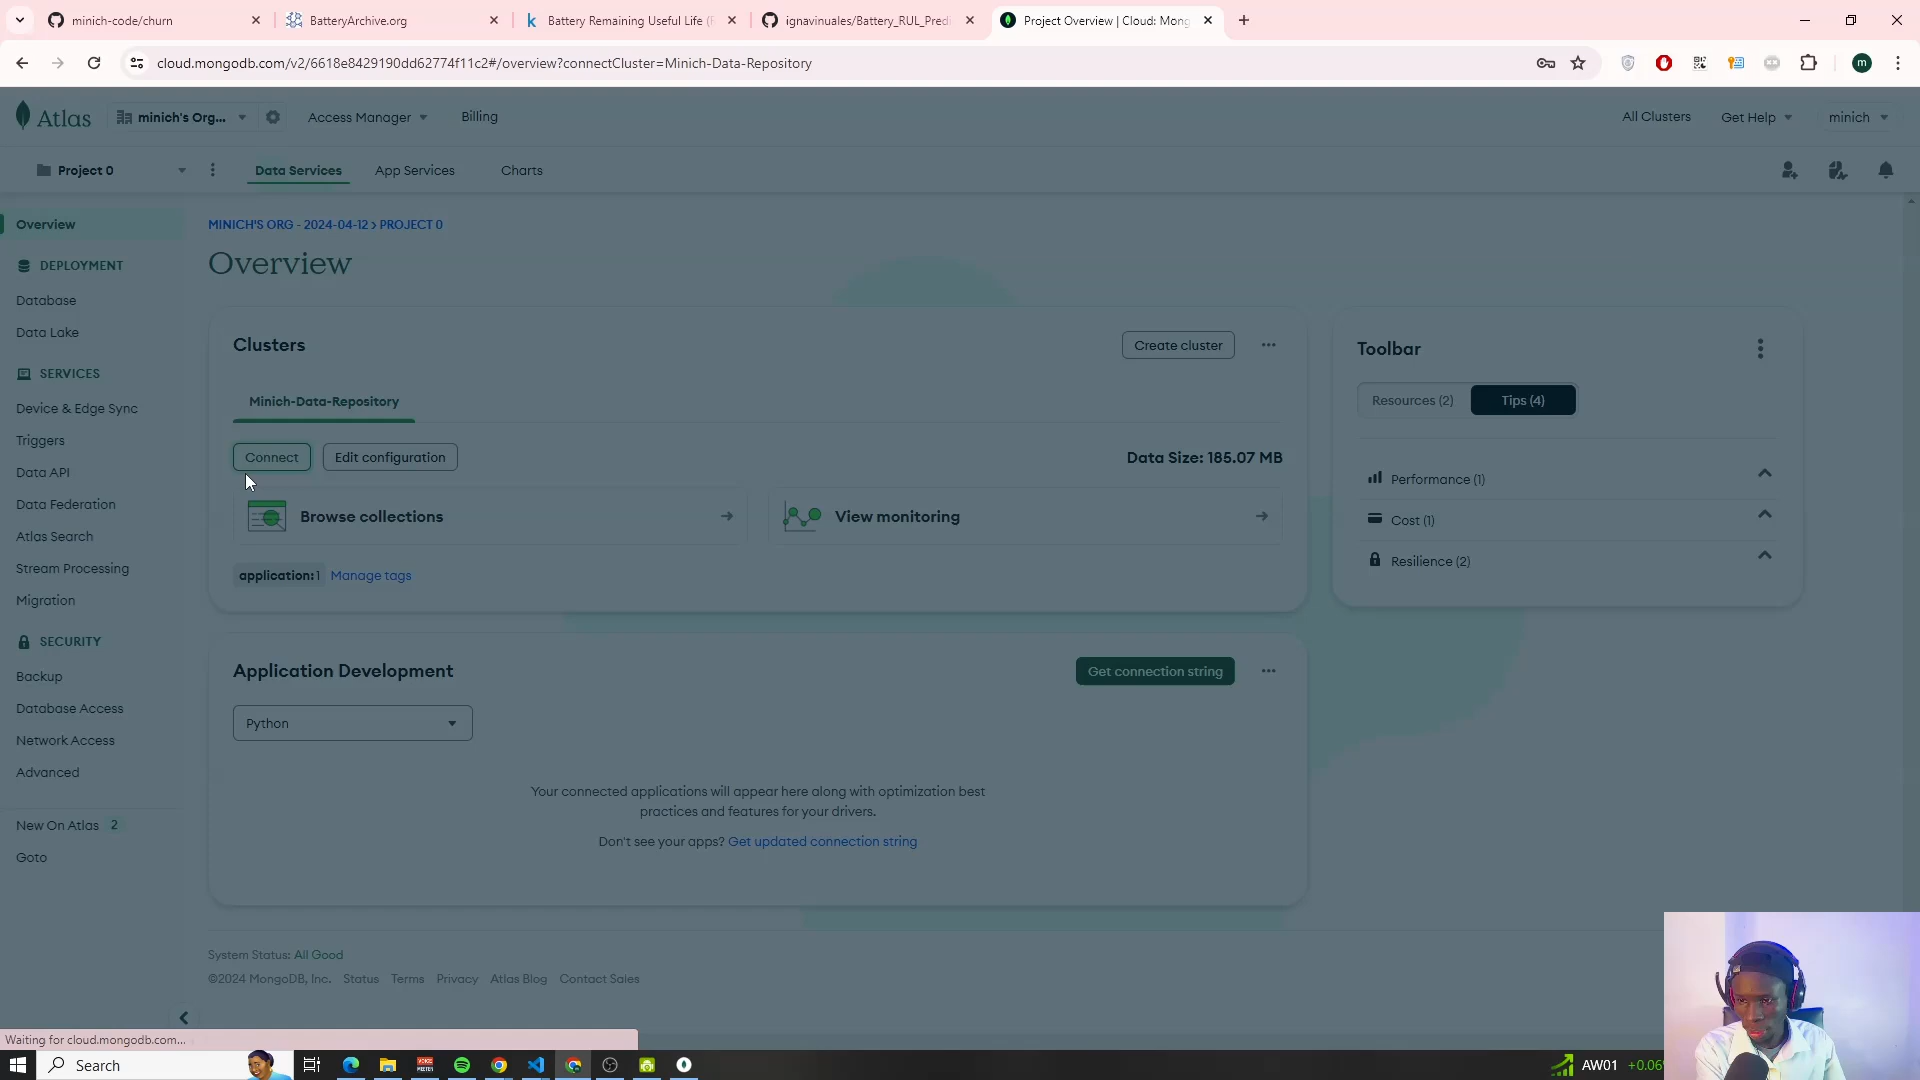 minich-code/churn
BatteryArchive.org
Battery Remaining Useful Life (
ignavinuales/Battery_RUL_Predi
Project Overview | Cloud: Mong
cloud.mongodb.com/v2/6618e8429190dd62774f11c2#/overview?connectCluster=Minich-Data-Repository
m
Atlas
minich's Org...
Access Manager
Billing
All Clusters
Get Help
minich
Project 0
Data Services
App Services
Charts
Overview
DEPLOYMENT
Database
Data Lake
SERVICES
Device & Edge Sync
Triggers
Data API
Data Federation
Atlas Search
Stream Processing
Migration
SECURITY
Backup
Database Access
Network Access
Advanced
New On Atlas 2
Goto
MINICH'S ORG - 2024-04-12 > PROJECT 0
Overview
Clusters
Create cluster
Minich-Data-Repository
Connect
Edit configuration
Data Size: 185.07 MB
Browse collections
View monitoring
application:1
Manage tags
Toolbar
Resources (2)
Tips (4)
Performance (1)
Cost (1)
Resilience (2)
Application Development
Get connection string
Python
Your connected applications will appear here along with optimization best
practices and features for your drivers.
Don't see your apps? Get updated connection string
System Status: All Good
©2024 MongoDB, Inc. Status Terms Privacy Atlas Blog Contact Sales
Waiting for cloud.mongodb.com...
Search
AW01 +0.06